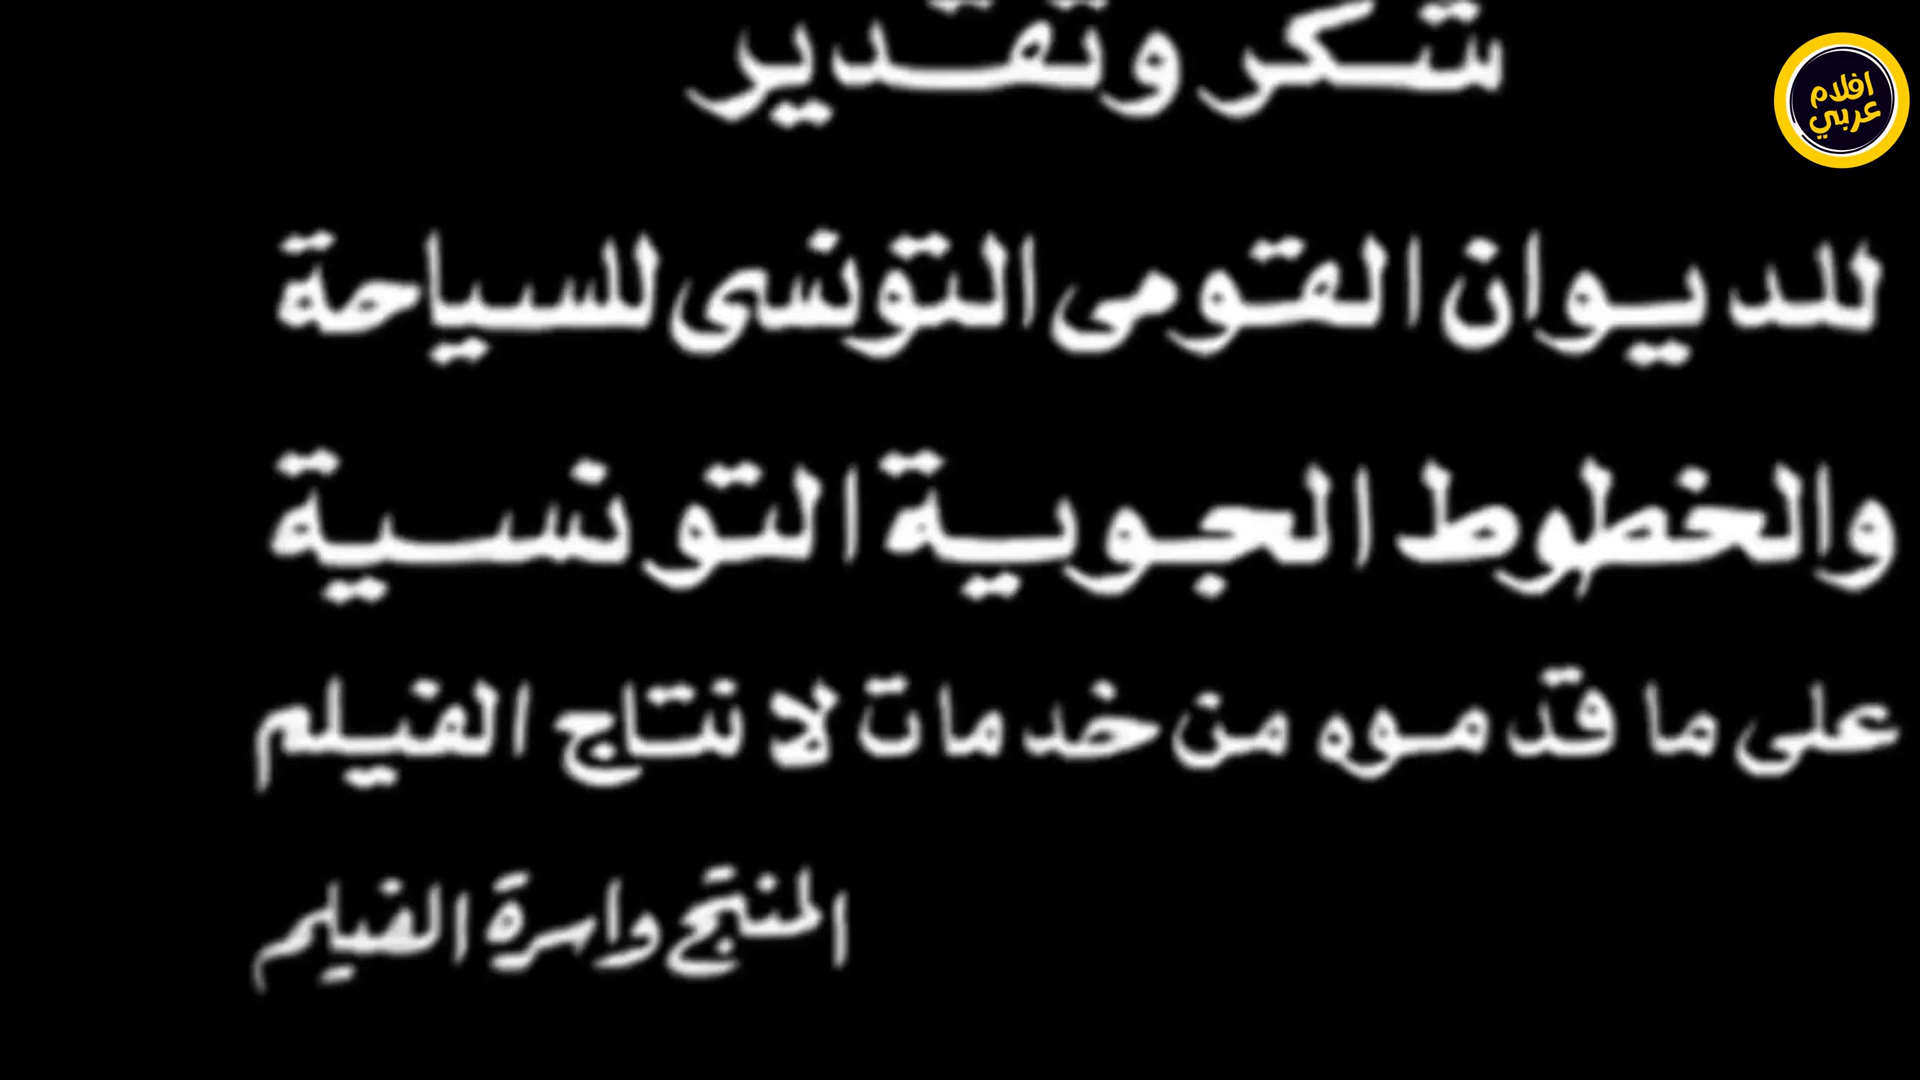 شكر وتقدير
افلام
عربي
للديوان القومى التونسى للسياحة
والخطوط الجوية التونسية
على ما قدموه من خدمات لانتاج الفيلم
المنتج واسرة الفيلم